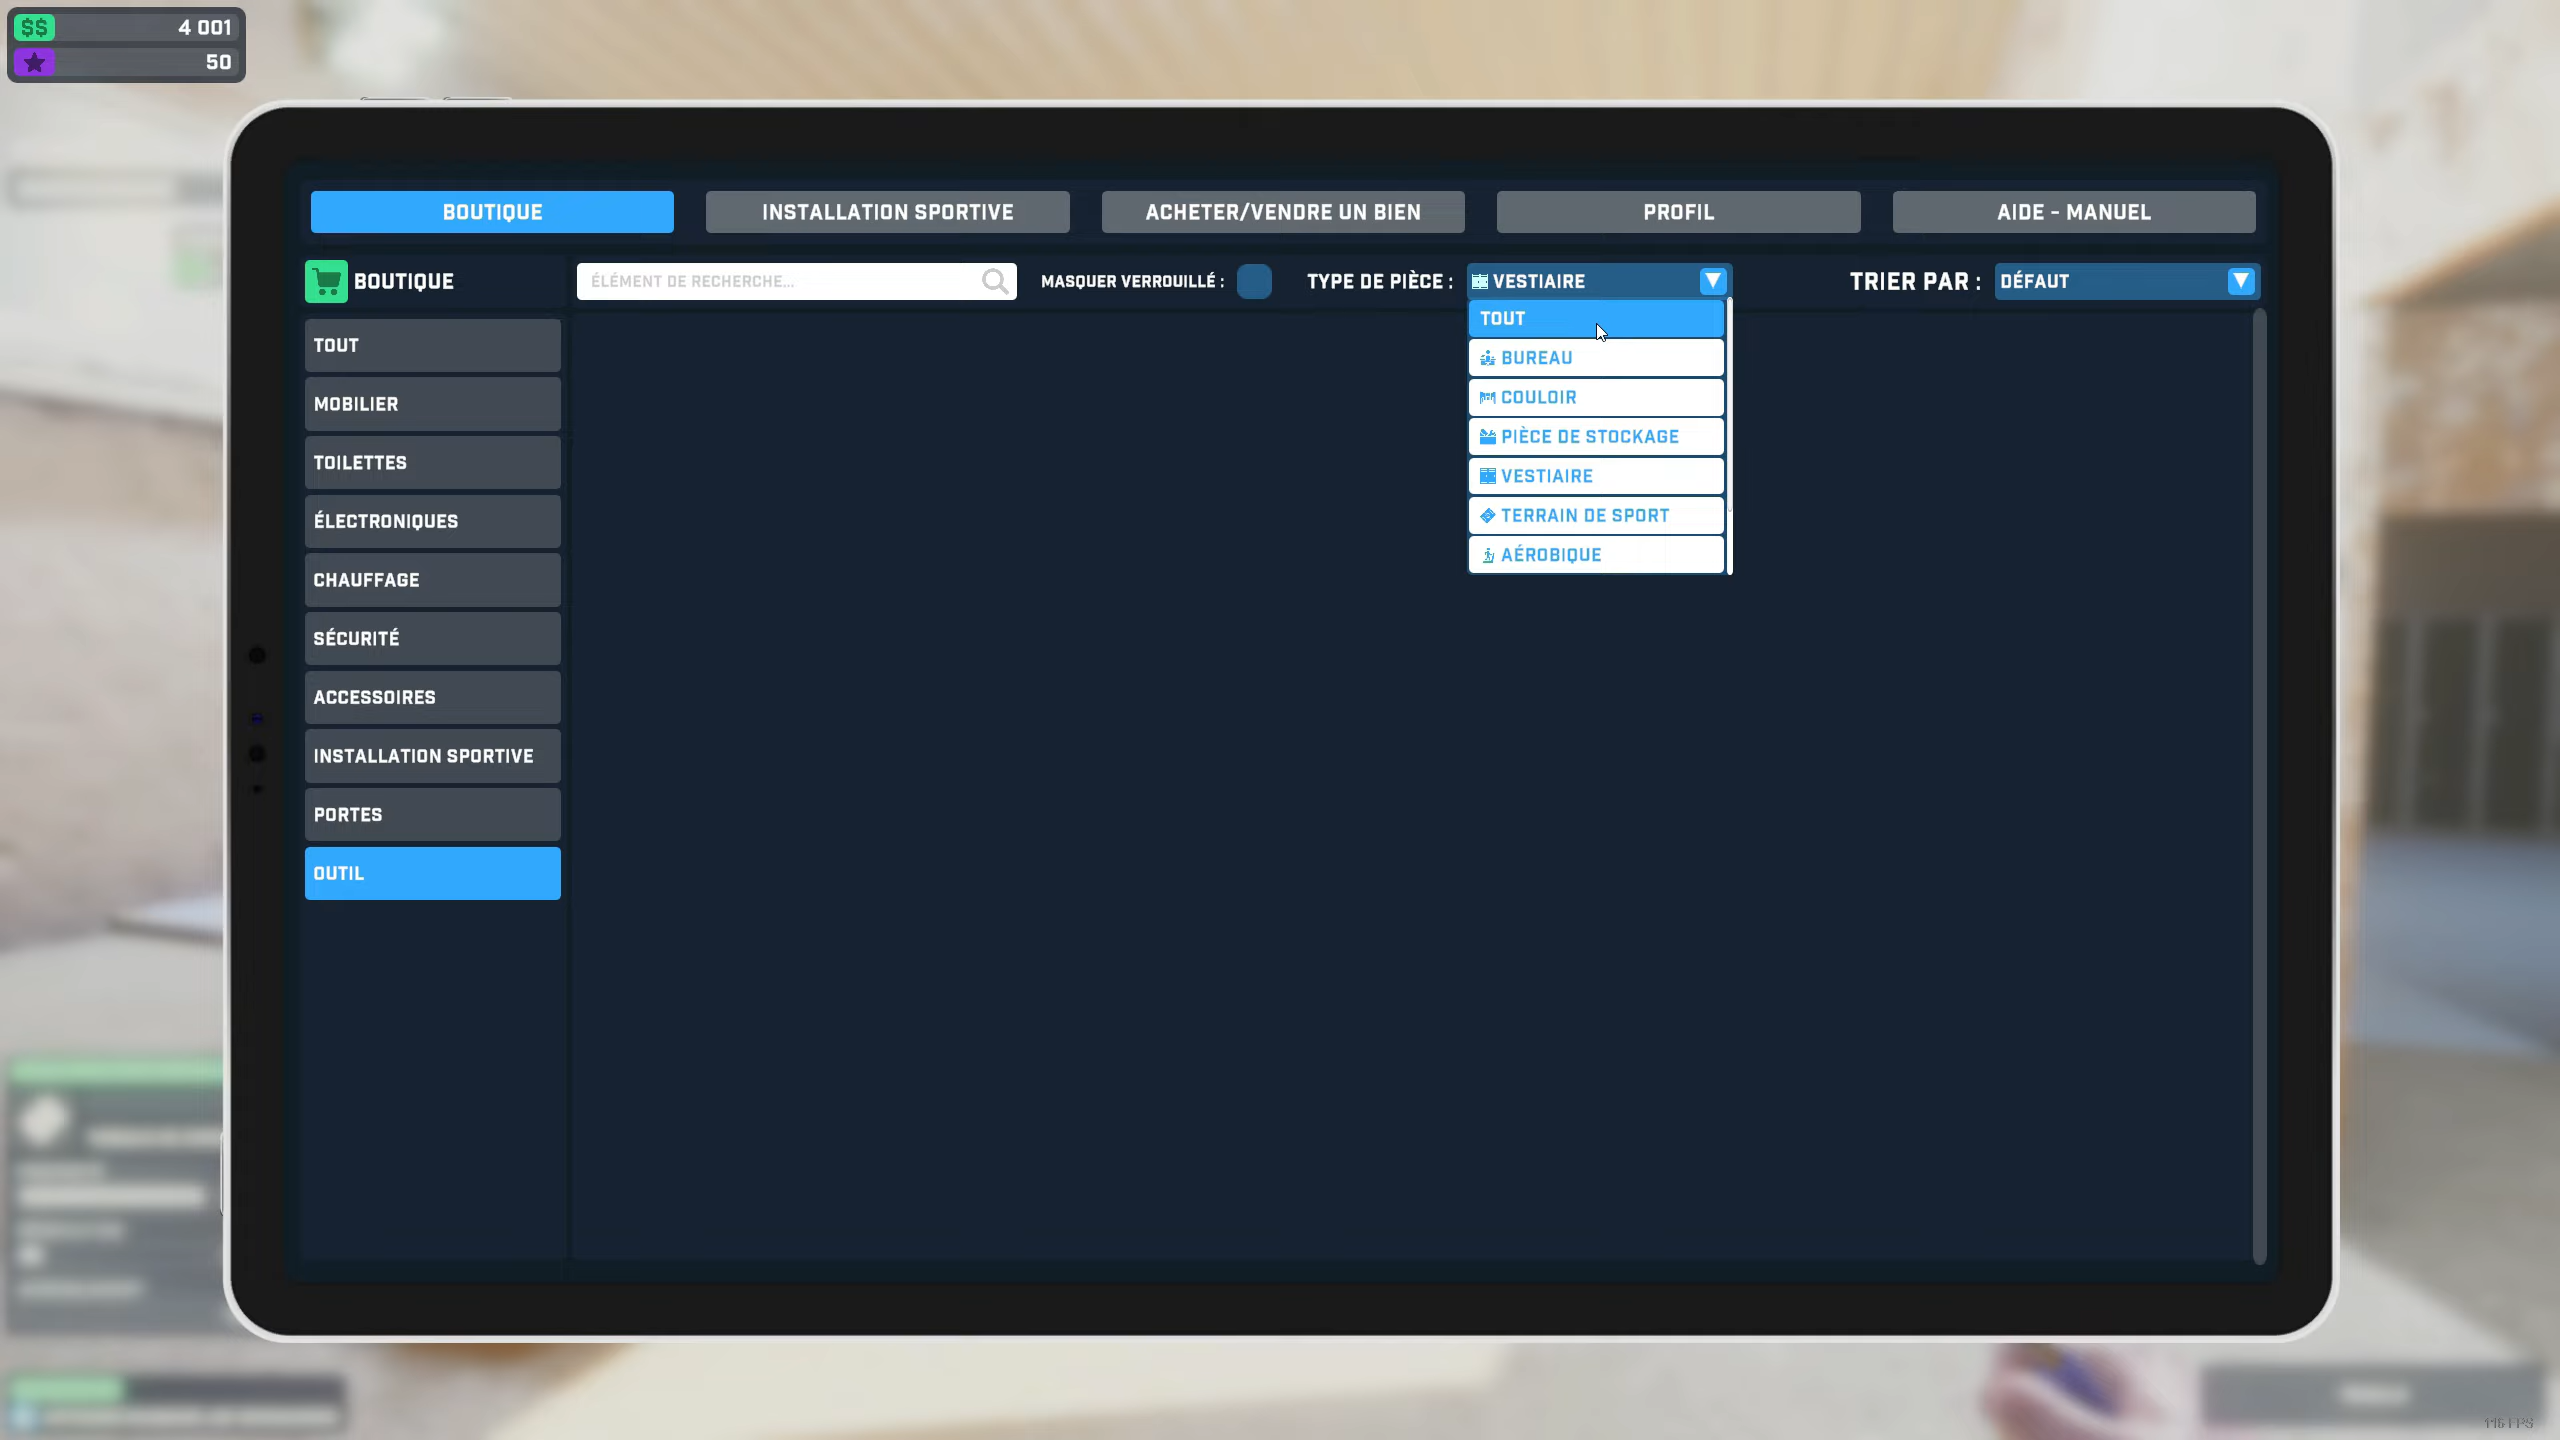 $$ 4 001
50
BOUTIQUE
INSTALLATION SPORTIVE
ACHETER/VENDRE UN BIEN
PROFIL
AIDE - MANUEL
BOUTIQUE
ÉLÉMENT DE RECHERCHE...
MASQUER VERROUILLÉ :
TYPE DE PIÈCE :
VESTIAIRE
TRIER PAR :
DÉFAUT
TOUT
MOBILIER
TOILETTES
ÉLECTRONIQUES
CHAUFFAGE
SÉCURITÉ
ACCESSOIRES
INSTALLATION SPORTIVE
PORTES
OUTIL
TOUT
BUREAU
COULOIR
PIÈCE DE STOCKAGE
VESTIAIRE
TERRAIN DE SPORT
AÉROBIQUE